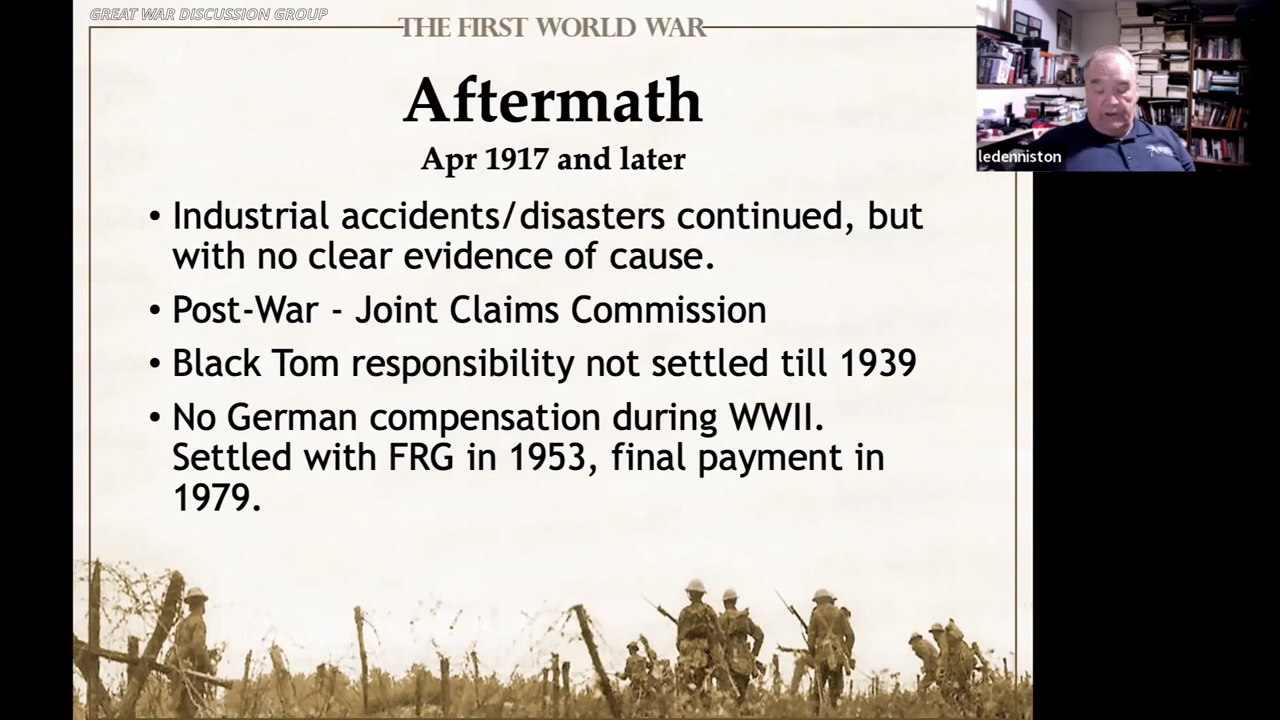 GREAT WAR DISCUSSION GROUP
THE FIRST WORLD WAR
Aftermath
Apr 1917 and later
• Industrial accidents/disasters continued, but
with no clear evidence of cause.
• Post-War - Joint Claims Commission
• Black Tom responsibility not settled till 1939
• No German compensation during WWII.
Settled with FRG in 1953, final payment in
1979.
ledenniston